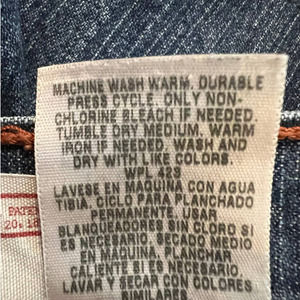 MACHINE WASH WARM, DURABLE
PRESS CYCLE. ONLY NON-
CHLORINE BLEACH IF NEEDED.
TUMBLE DRY MEDIUM. WARM
IRON IF NEEDED. WASH AND
DRY WITH LIKE COLORS.
WPL 423
LAVESE EN MAQUINA CON AGUA
TIBIA, CICLO PARA PLANCHADO
PERMANENTE. USAR
BLANQUEADORES SIN CLORO SI
ES NECESARIO. SECADO MEDIO
EN MAQUINA. PLANCHAR
CALIENTE SI ES NECESARIO.
LAVAR Y SECAR CON COLORES
SIMILARES